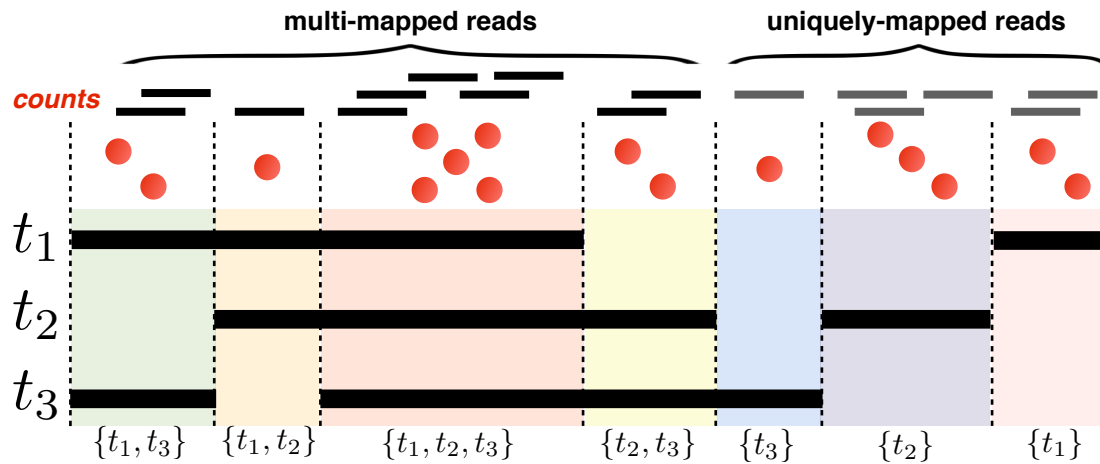 multi-mapped reads uniquely-mapped reads
counts
t₁
t₂
t₃
{t₁, t₃} {t₁, t₂} {t₁, t₂, t₃} {t₂, t₃} {t₃} {t₂} {t₁}